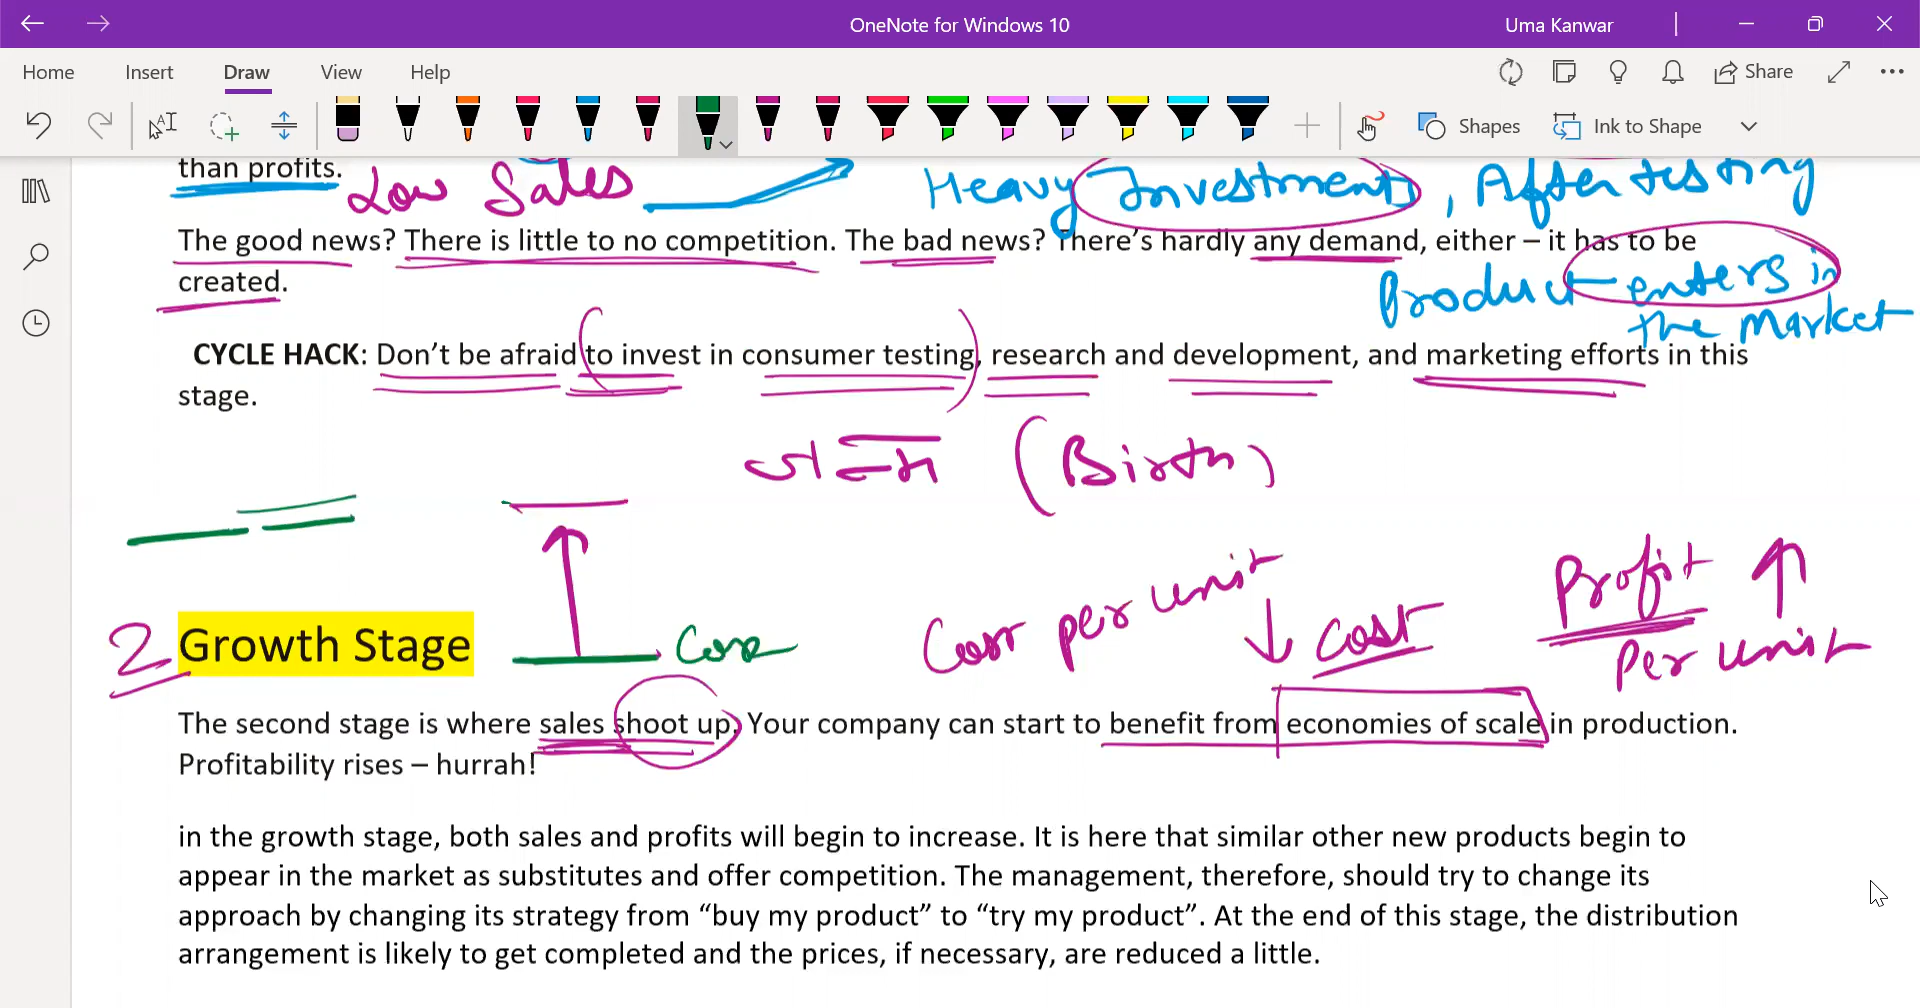 OneNote for Windows 10
Uma Kanwar
Home Insert Draw View Help
Share
Shapes
Ink to Shape
than profits.
Low Sales
Heavy Investments, After testing
The good news? There is little to no competition. The bad news? There's hardly any demand, either – it has to be
created.
Product enters in
the market
CYCLE HACK: Don't be afraid to invest in consumer testing, research and development, and marketing efforts in this
stage.
(Birth)
Cost per unit
↓ Cost
Profit ↑
Per unit
2 Growth Stage
The second stage is where sales shoot up. Your company can start to benefit from economies of scale in production.
Profitability rises – hurrah!
in the growth stage, both sales and profits will begin to increase. It is here that similar other new products begin to
appear in the market as substitutes and offer competition. The management, therefore, should try to change its
approach by changing its strategy from “buy my product” to “try my product”. At the end of this stage, the distribution
arrangement is likely to get completed and the prices, if necessary, are reduced a little.